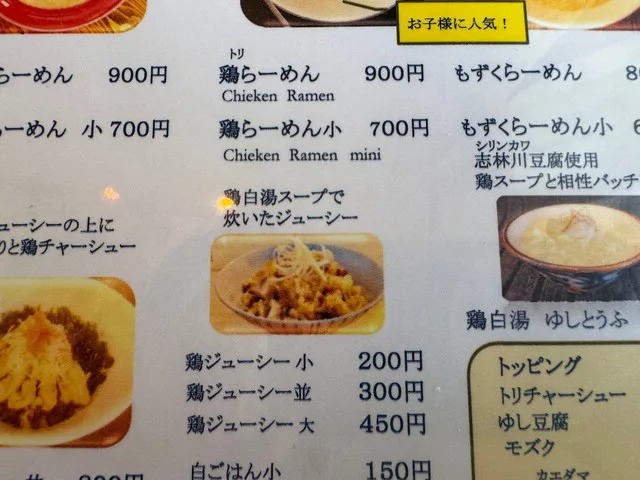 お子様に人気！
らーめん 900円
トリ
鶏らーめん 900円
Chieken Ramen
もずくらーめん
ーめん 小 700円
鶏らーめん小 700円
Chieken Ramen mini
もずくらーめん小
シリンカワ
志林川豆腐使用
鶏スープと相性バッチ
鶏白湯スープで
炊いたジューシー
ューシーの上に
りと鶏チャーシュー
鶏白湯 ゆしとうふ
鶏ジューシー 小 200円
鶏ジューシー並 300円
鶏ジューシー 大 450円
白ごはん小 150円
トッピング
トリチャーシュー
ゆし豆腐
モズク
カエダマ